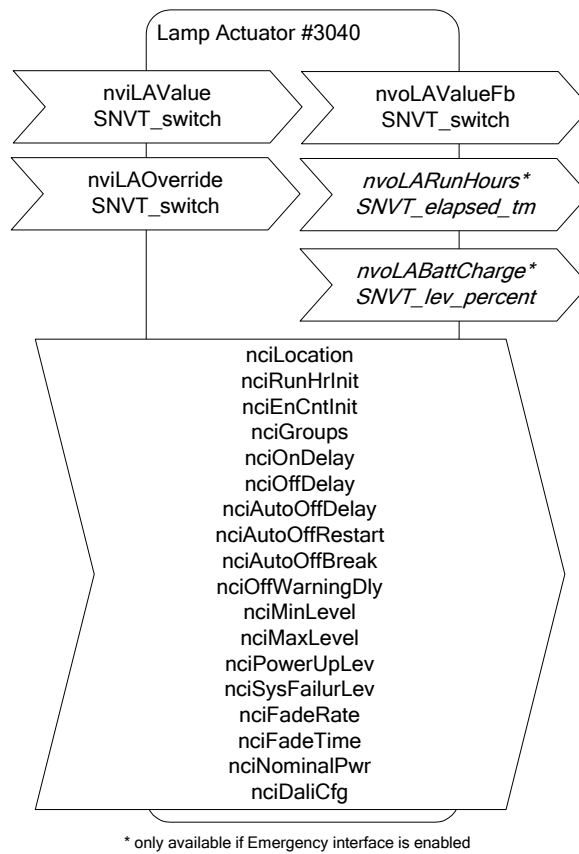 Lamp Actuator #3040
nviLAValue
SNVT_switch
nvoLAValueFb
SNVT_switch
nviLAOverride
SNVT_switch
nvoLARunHours*
SNVT_elapsed_tm
nvoLABattCharge*
SNVT_lev_percent
nciLocation
nciRunHrInit
nciEnCntInit
nciGroups
nciOnDelay
nciOffDelay
nciAutoOffDelay
nciAutoOffRestart
nciAutoOffBreak
nciOffWarningDly
nciMinLevel
nciMaxLevel
nciPowerUpLev
nciSysFailurLev
nciFadeRate
nciFadeTime
nciNominalPwr
nciDaliCfg
* only available if Emergency interface is enabled